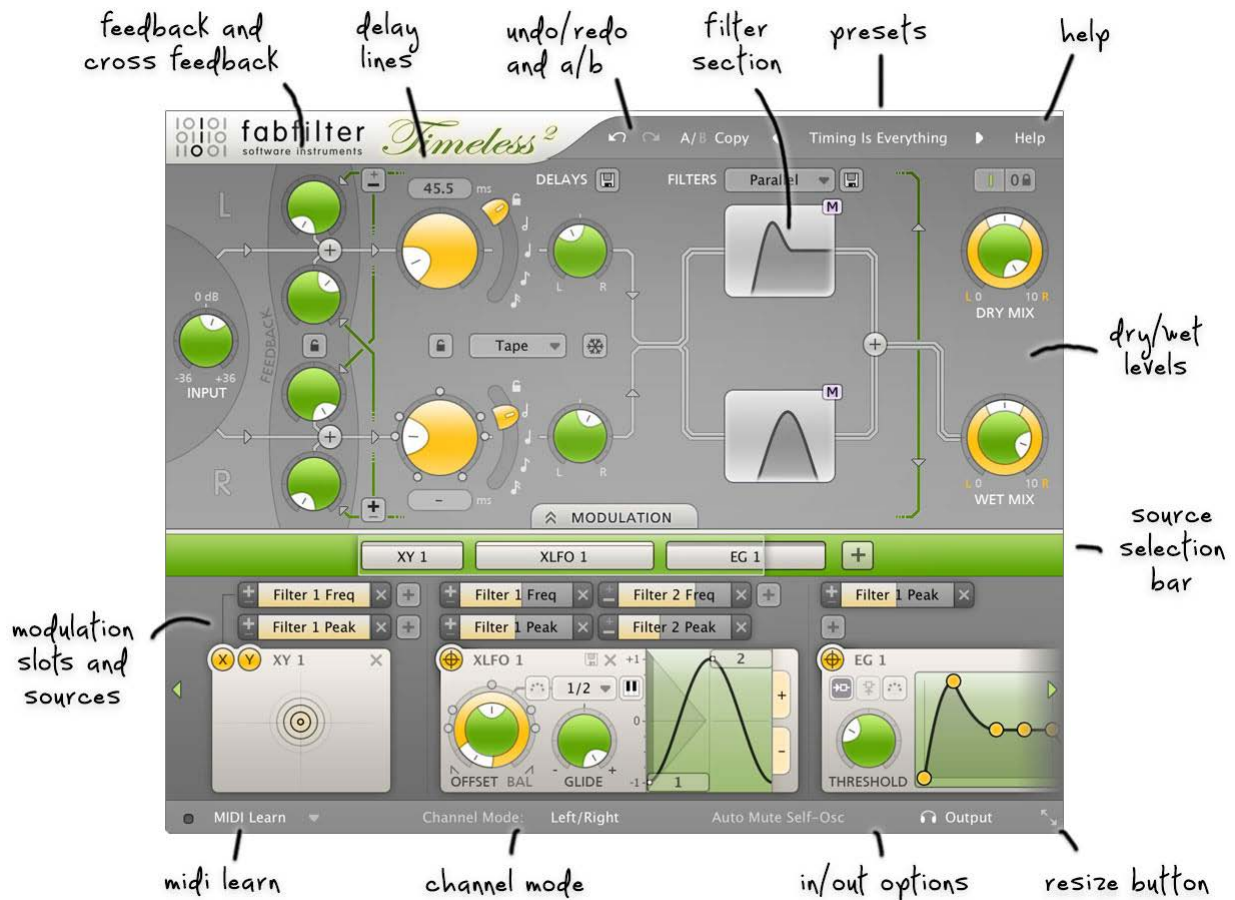 feedback and
cross feedback
delay
lines
undo/redo
and a/b
filter
section
presets
help
fabfilter
software instruments
Timeless 2
A/B Copy
Timing Is Everything
Help
L
45.5 ms
DELAYS
FILTERS
Parallel
M
0
L R
L 0 10 R
DRY MIX
0 dB
-36 +36
INPUT
FEEDBACK
Tape
dry/wet
levels
M
R
- ms
L R
L 0 10 R
WET MIX
MODULATION
source
selection
bar
XY 1
XLFO 1
EG 1
+
Filter 1 Freq
Filter 1 Freq
Filter 2 Freq
Filter 1 Peak
Filter 1 Peak
Filter 1 Peak
Filter 2 Peak
modulation
slots and
sources
X Y XY 1
XLFO 1
1/2
+1
0
-1
1
2
+
-
OFFSET BAL
- +
GLIDE
EG 1
THRESHOLD
MIDI Learn
Channel Mode: Left/Right
Auto Mute Self-Osc
Output
midi learn
channel mode
in/out options
resize button